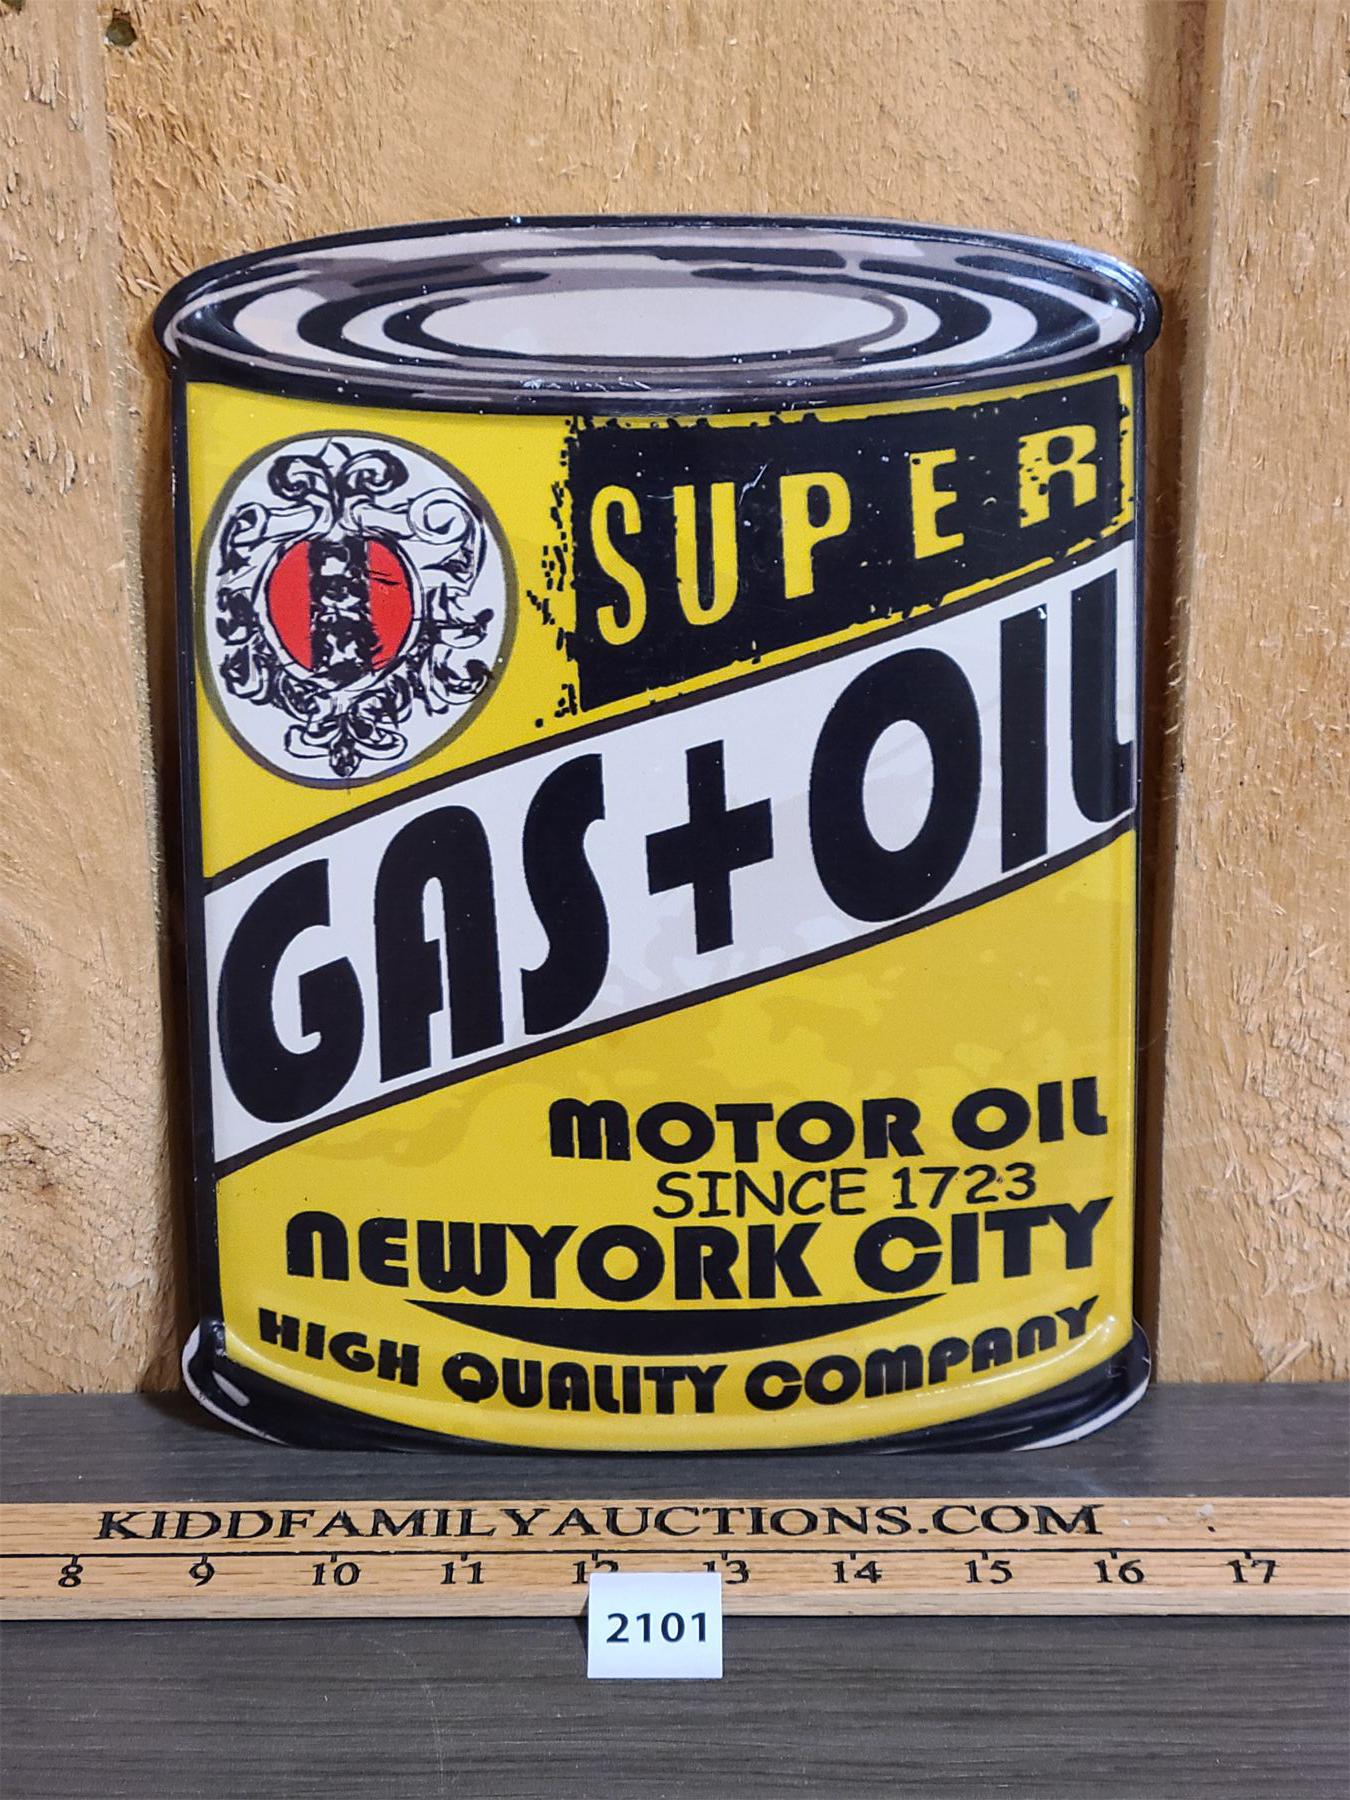 SUPER
GAS+OIL
MOTOR OIL
SINCE 1723
NEWYORK CITY
HIGH QUALITY COMPANY
KIDDFAMILYAUCTIONS.COM
8 9 10 11 12 13 14 15 16 17
2101